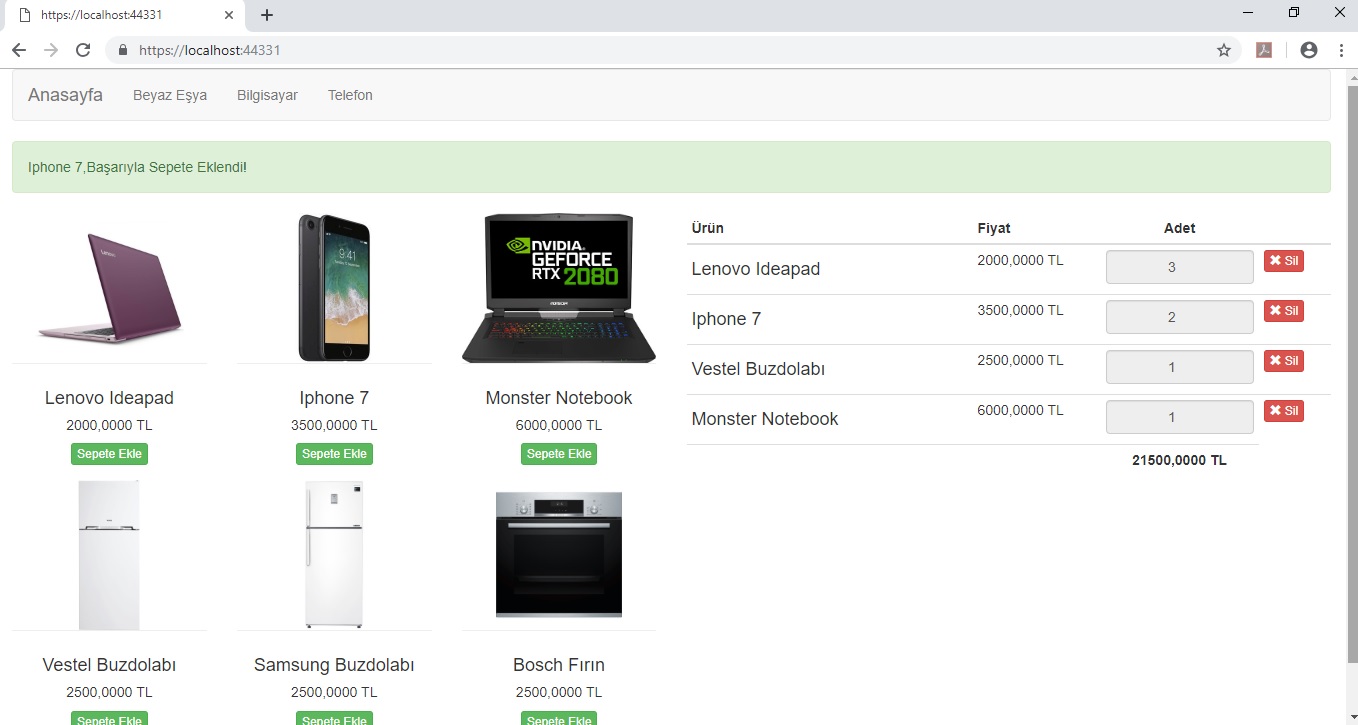 https://localhost:44331
https://localhost:44331
Anasayfa Beyaz Eşya Bilgisayar Telefon
Iphone 7,Başarıyla Sepete Eklendi!
lenovo
9:41
NVIDIA.
GEFORCE
RTX 2080
Lenovo Ideapad
2000,0000 TL
Sepete Ekle
Iphone 7
3500,0000 TL
Sepete Ekle
Monster Notebook
6000,0000 TL
Sepete Ekle
Vestel Buzdolabı
2500,0000 TL
Sepete Ekle
Samsung Buzdolabı
2500,0000 TL
Sepete Ekle
Bosch Fırın
2500,0000 TL
Sepete Ekle
Ürün Fiyat Adet
Lenovo Ideapad 2000,0000 TL 3 Sil
Iphone 7 3500,0000 TL 2 Sil
Vestel Buzdolabı 2500,0000 TL 1 Sil
Monster Notebook 6000,0000 TL 1 Sil
21500,0000 TL